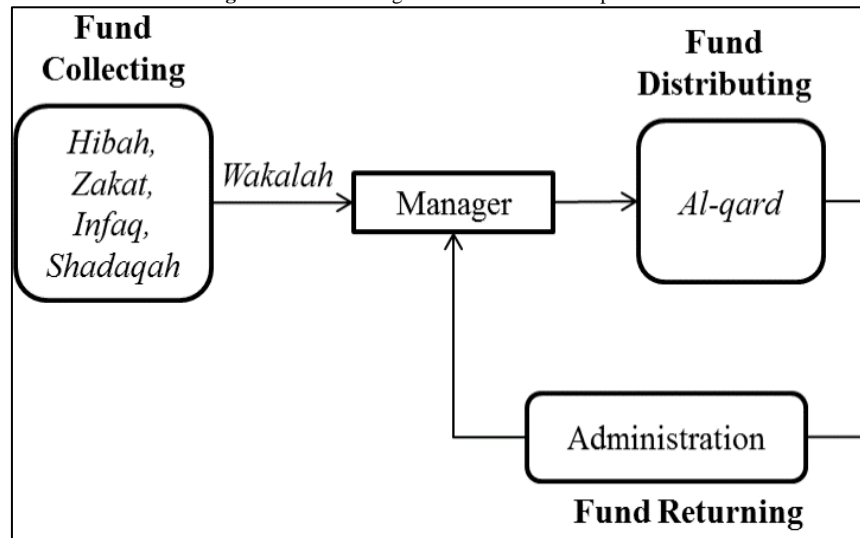 Fund
Collecting
Hibah,
Zakat,
Infaq,
Shadaqah
Wakalah
Manager
Fund
Distributing
Al-qard
Administration
Fund Returning